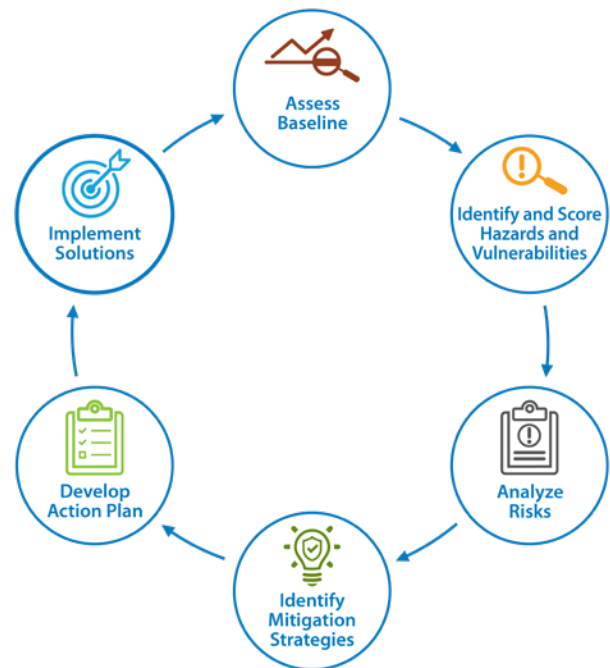 Assess
Baseline
Identify and Score
Hazards and
Vulnerabilities
Analyze
Risks
Identify
Mitigation
Strategies
Develop
Action Plan
Implement
Solutions